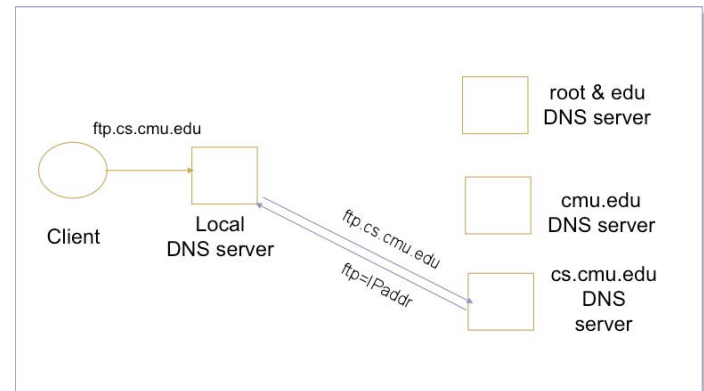 root & edu
DNS server
ftp.cs.cmu.edu
Client
Local
DNS server
cmu.edu
DNS server
ftp.cs.cmu.edu
ftp=IPaddr
cs.cmu.edu
DNS
server